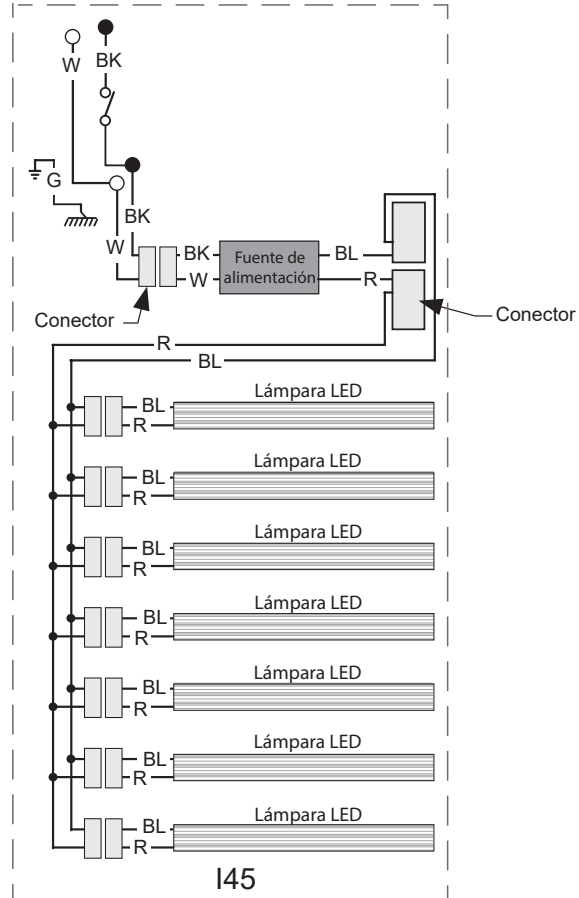 W
BK
G
BK
W
BK
Fuente de
BL
W
alimentación
R
Conector
Conector
R
BL
Lámpara LED
BL
R
Lámpara LED
BL
R
Lámpara LED
BL
R
Lámpara LED
BL
R
Lámpara LED
BL
R
Lámpara LED
BL
R
Lámpara LED
BL
R
I45